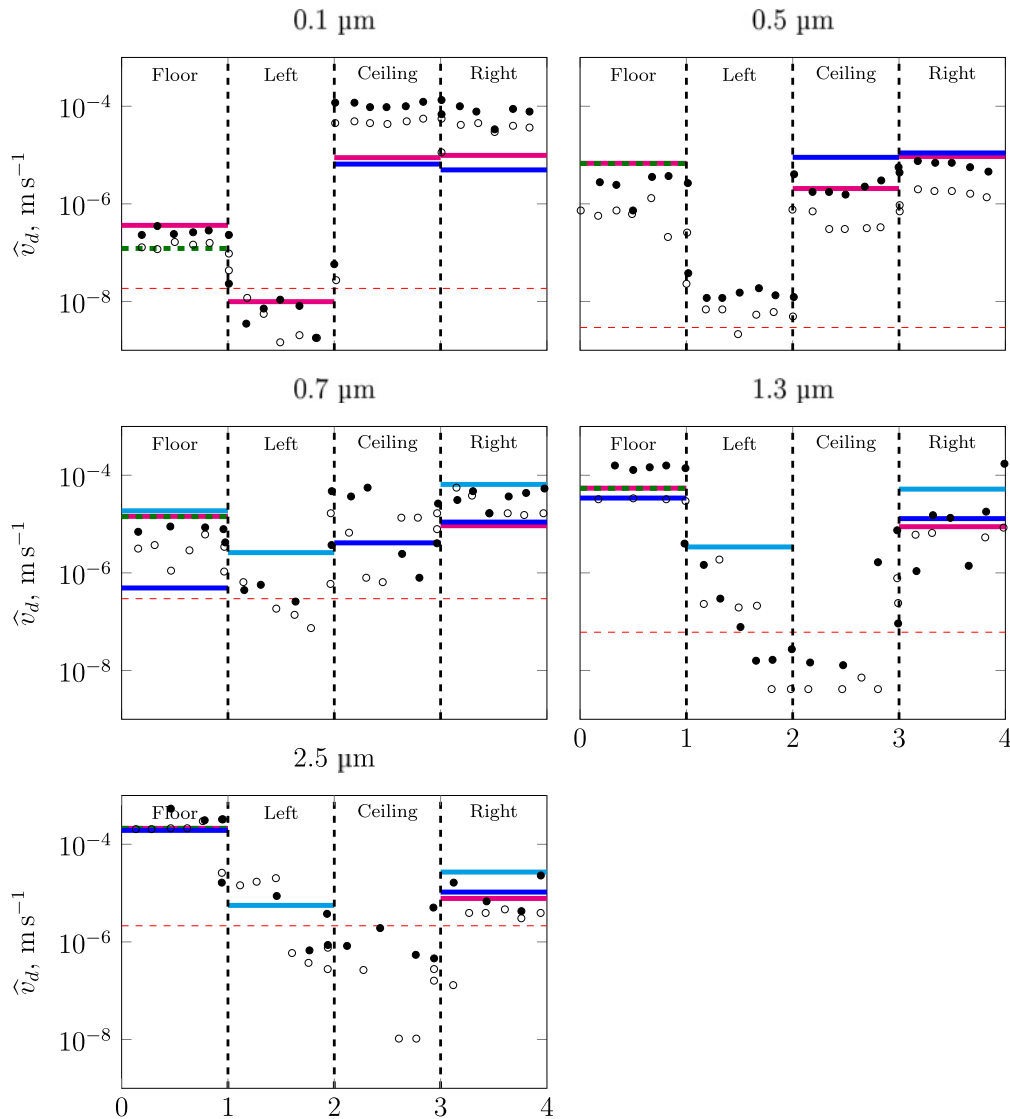 0.1 µm
0.5 µm
Floor Left Ceiling Right
Floor Left Ceiling Right
10⁻⁴
10⁻⁶
10⁻⁸
v̂_d, m s⁻¹
0.7 µm
1.3 µm
Floor Left Ceiling Right
Floor Left Ceiling Right
10⁻⁴
10⁻⁶
10⁻⁸
v̂_d, m s⁻¹
0 1 2 3 4
2.5 µm
Floor Left Ceiling Right
10⁻⁴
10⁻⁶
10⁻⁸
v̂_d, m s⁻¹
0 1 2 3 4